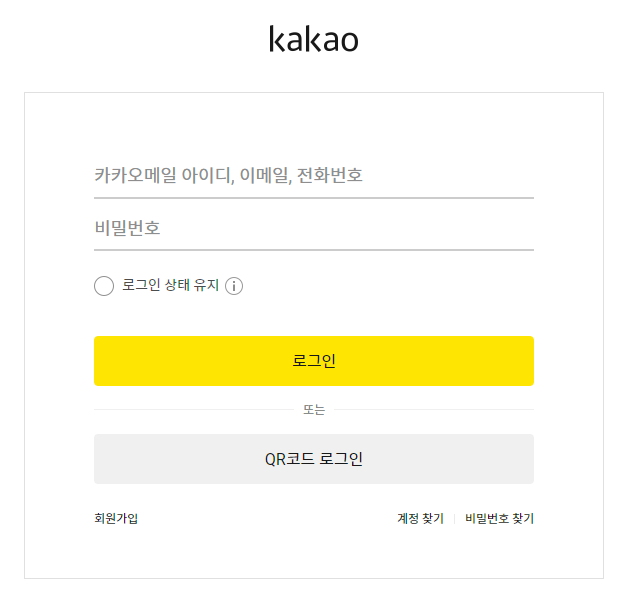 kakao
카카오메일 아이디, 이메일, 전화번호
비밀번호
로그인 상태 유지 i
로그인
또는
QR코드 로그인
회원가입 계정 찾기 비밀번호 찾기